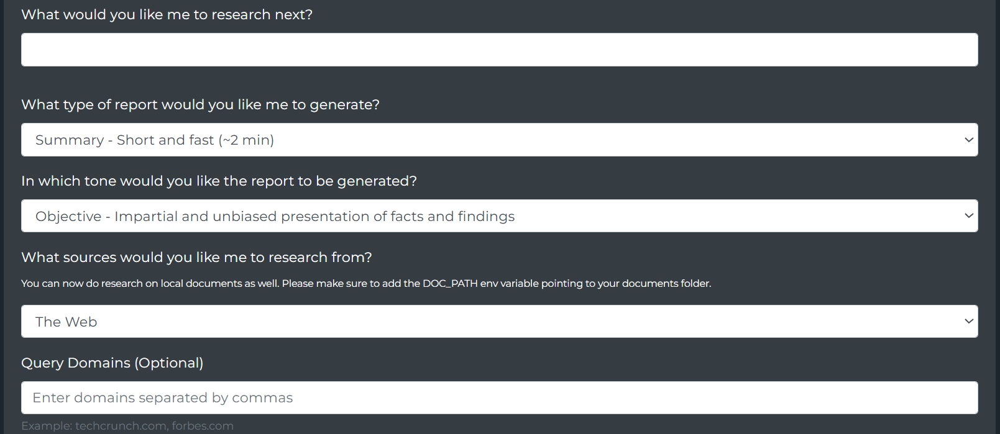 What would you like me to research next?
What type of report would you like me to generate?
Summary - Short and fast (~2 min)
In which tone would you like the report to be generated?
Objective - Impartial and unbiased presentation of facts and findings
What sources would you like me to research from?
You can now do research on local documents as well. Please make sure to add the DOC_PATH env variable pointing to your documents folder.
The Web
Query Domains (Optional)
Enter domains separated by commas
Example: techcrunch.com, forbes.com